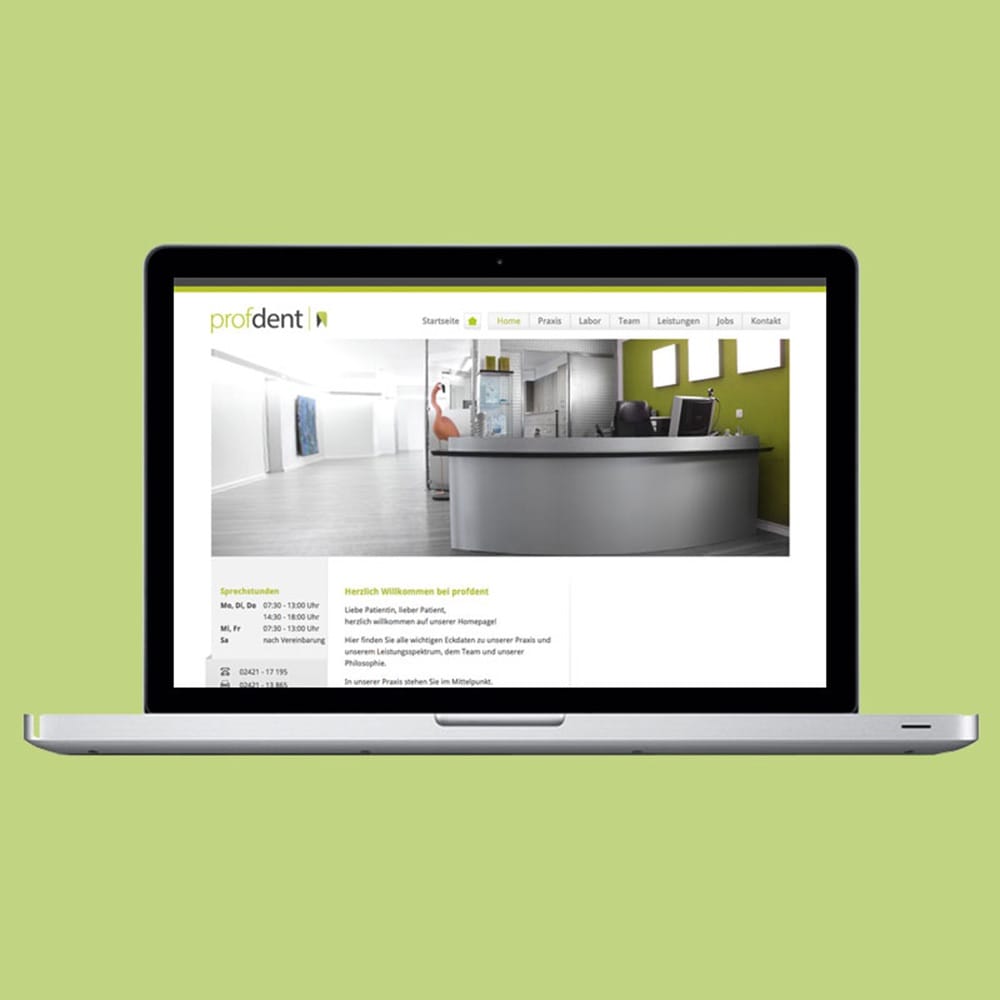 profdent
Startseite Home Praxis Labor Team Leistungen Jobs Kontakt
Sprechstunden
Mo, Di, Do 07:30 - 13:00 Uhr
14:30 - 18:00 Uhr
Mi, Fr 07:30 - 13:00 Uhr
Sa nach Vereinbarung
02421 - 17 195
02421 - 13 865
Herzlich Willkommen bei profdent
Liebe Patientin, lieber Patient,
herzlich willkommen auf unserer Homepage!
Hier finden Sie alle wichtigen Eckdaten zu unserer Praxis und
unserem Leistungsspektrum, dem Team und unserer
Philosophie.
In unserer Praxis stehen Sie im Mittelpunkt.